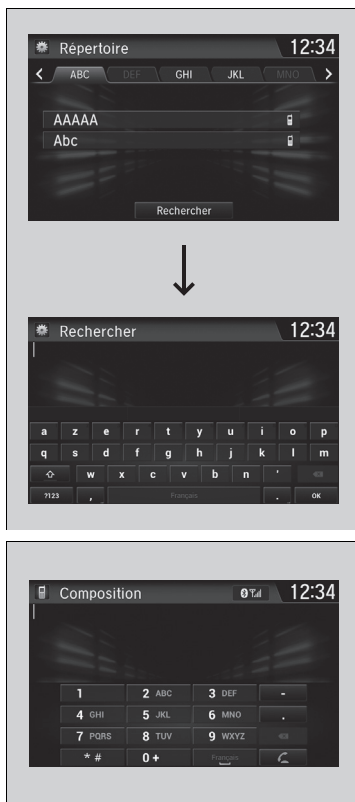 Répertoire 12:34
< ABC DEF GHI JKL MNO >
AAAAA
Abc
Rechercher
Rechercher 12:34
a z e r t y u i o p
q s d f g h j k l m
w x c v b n '
?123 , Français . OK
Composition 12:34
1 2 ABC 3 DEF -
4 GHI 5 JKL 6 MNO .
7 PQRS 8 TUV 9 WXYZ
* # 0 + Français